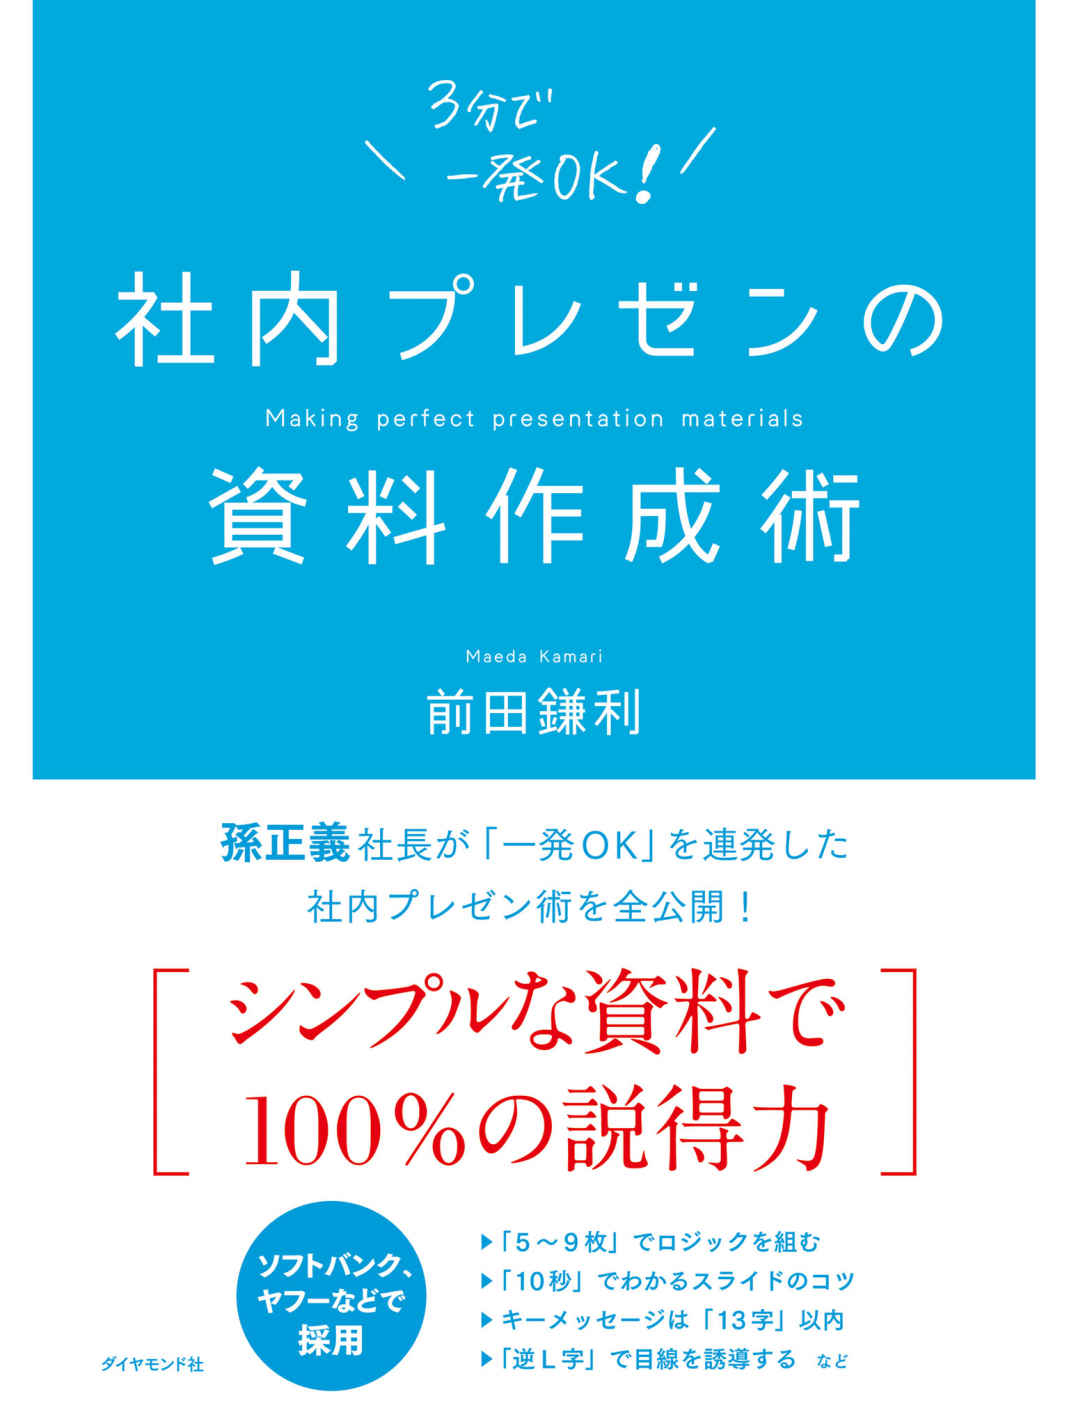 3分で
一発OK!
社内プレゼンの
Making perfect presentation materials
資料作成術
Maeda Kamari
前田鎌利
孫正義社長が「一発OK」を連発した
社内プレゼン術を全公開！
シンプルな資料で
100％の説得力
ソフトバンク、
ヤフーなどで
採用
▶「5～9枚」でロジックを組む
▶「10秒」でわかるスライドのコツ
▶キーメッセージは「13字」以内
▶「逆L字」で目線を誘導する など
ダイヤモンド社